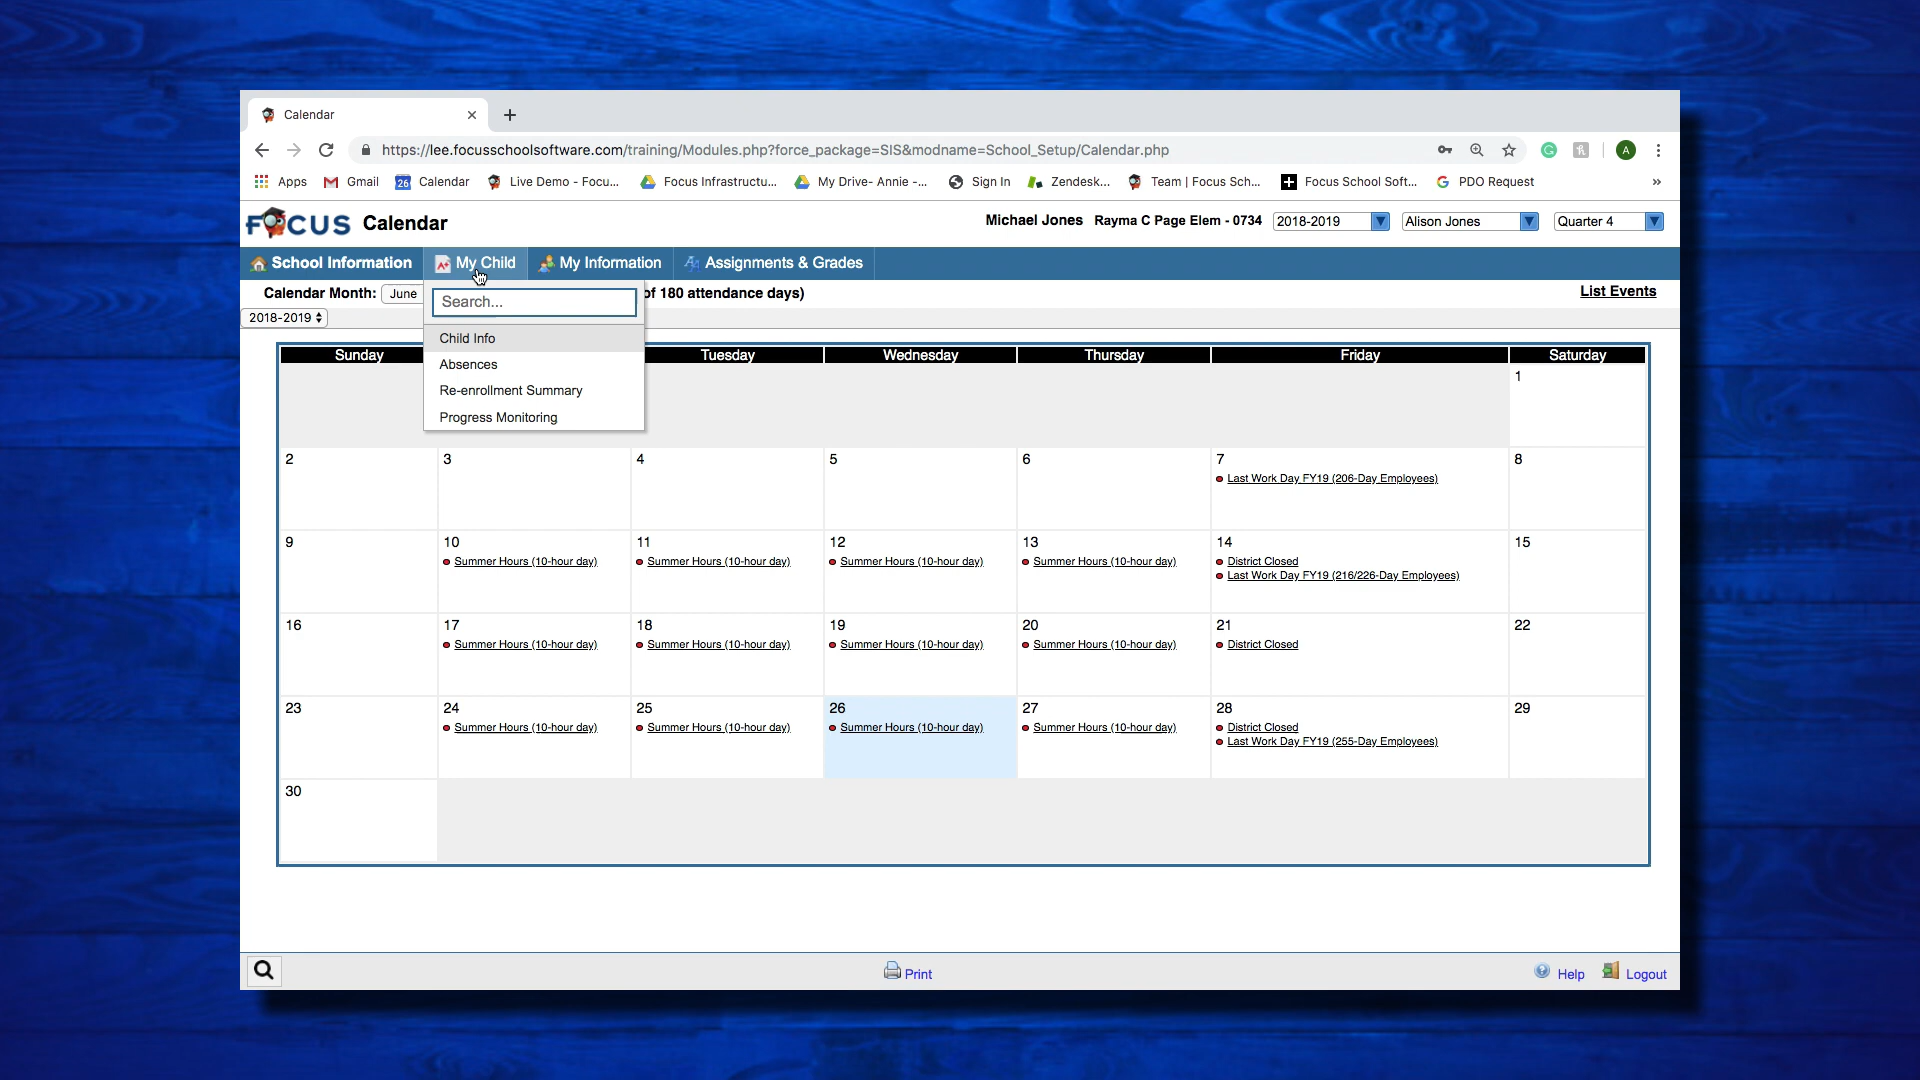 Calendar
https://lee.focusschoolsoftware.com/training/Modules.php?force_package=SIS&modname=School_Setup/Calendar.php
A
Apps Gmail 26 Calendar Live Demo - Focu... Focus Infrastructu... My Drive- Annie -... Sign In Zendesk... Team | Focus Sch... Focus School Soft... PDO Request »
FOCUS Calendar Michael Jones Rayma C Page Elem - 0734 2018-2019 Alison Jones Quarter 4
School Information My Child My Information Assignments & Grades
Calendar Month: June of 180 attendance days) List Events
Search...
2018-2019
Child Info
Absences
Re-enrollment Summary
Progress Monitoring
Sunday Tuesday Wednesday Thursday Friday Saturday
1
2 3 4 5 6 7 8
Last Work Day FY19 (206-Day Employees)
9 10 11 12 13 14 15
Summer Hours (10-hour day) Summer Hours (10-hour day) Summer Hours (10-hour day) Summer Hours (10-hour day) District Closed
Last Work Day FY19 (216/226-Day Employees)
16 17 18 19 20 21 22
Summer Hours (10-hour day) Summer Hours (10-hour day) Summer Hours (10-hour day) Summer Hours (10-hour day) District Closed
23 24 25 26 27 28 29
Summer Hours (10-hour day) Summer Hours (10-hour day) Summer Hours (10-hour day) Summer Hours (10-hour day) District Closed
Last Work Day FY19 (255-Day Employees)
30
Print Help Logout